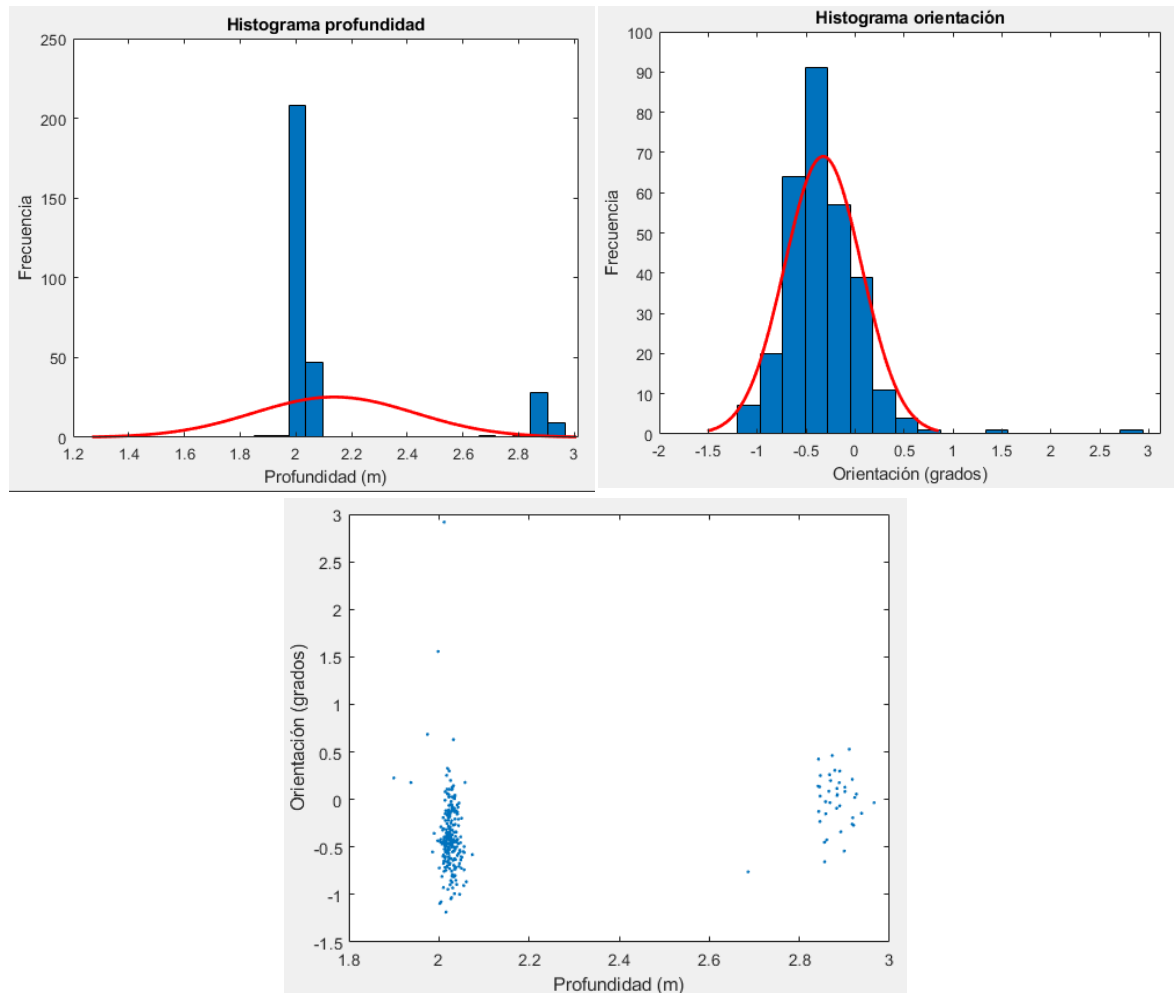 Histograma profundidad
250
200
150
100
50
0
1.2 1.4 1.6 1.8 2 2.2 2.4 2.6 2.8 3
Frecuencia
Profundidad (m)
Histograma orientación
100
90
80
70
60
50
40
30
20
10
0
-2 -1.5 -1 -0.5 0 0.5 1 1.5 2 2.5 3
Frecuencia
Orientación (grados)
3
2.5
2
1.5
1
0.5
0
-0.5
-1
-1.5
1.8 2 2.2 2.4 2.6 2.8 3
Orientación (grados)
Profundidad (m)